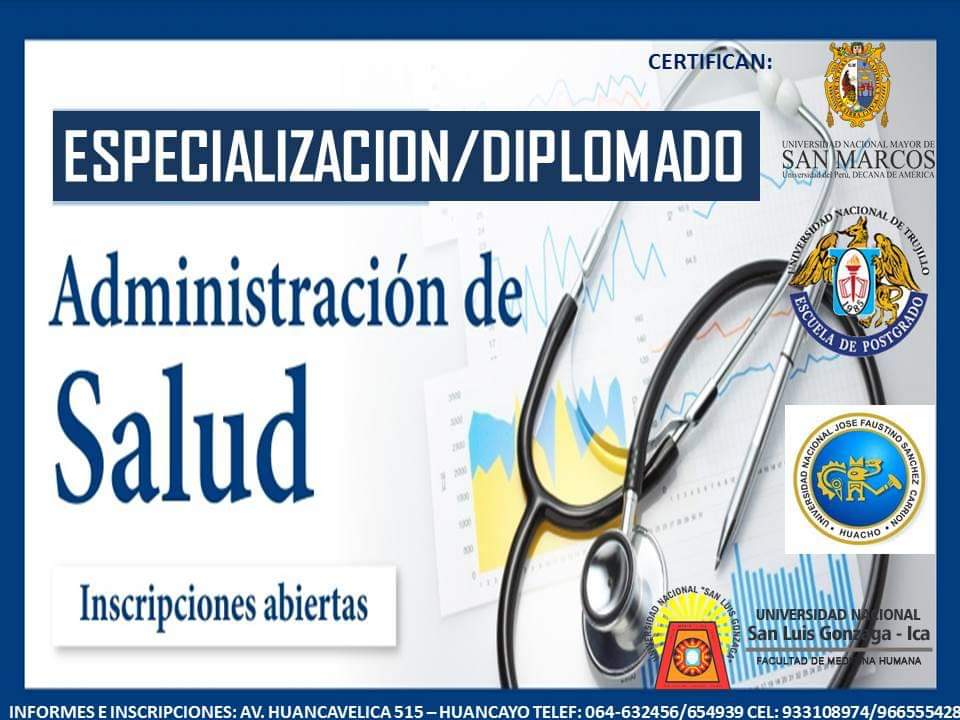 CERTIFICAN:
ESPECIALIZACION/DIPLOMADO
UNIVERSIDAD NACIONAL MAYOR DE
SAN MARCOS
Universidad del Perú, DECANA DE AMÉRICA
Administración de
Salud
UNIVERSIDAD NACIONAL DE TRUJILLO
1985
ESCUELA DE POSTGRADO
UNIVERSIDAD NACIONAL JOSE FAUSTINO SANCHEZ CARRION
HUACHO
Inscripciones abiertas
UNIVERSIDAD NACIONAL "SAN LUIS GONZAGA"
UNIVERSIDAD NACIONAL
San Luis Gonzaga - Ica
FACULTAD DE MEDICINA HUMANA
INFORMES E INSCRIPCIONES: AV. HUANCAVELICA 515 – HUANCAYO TELEF: 064-632456/654939 CEL: 933108974/966555428